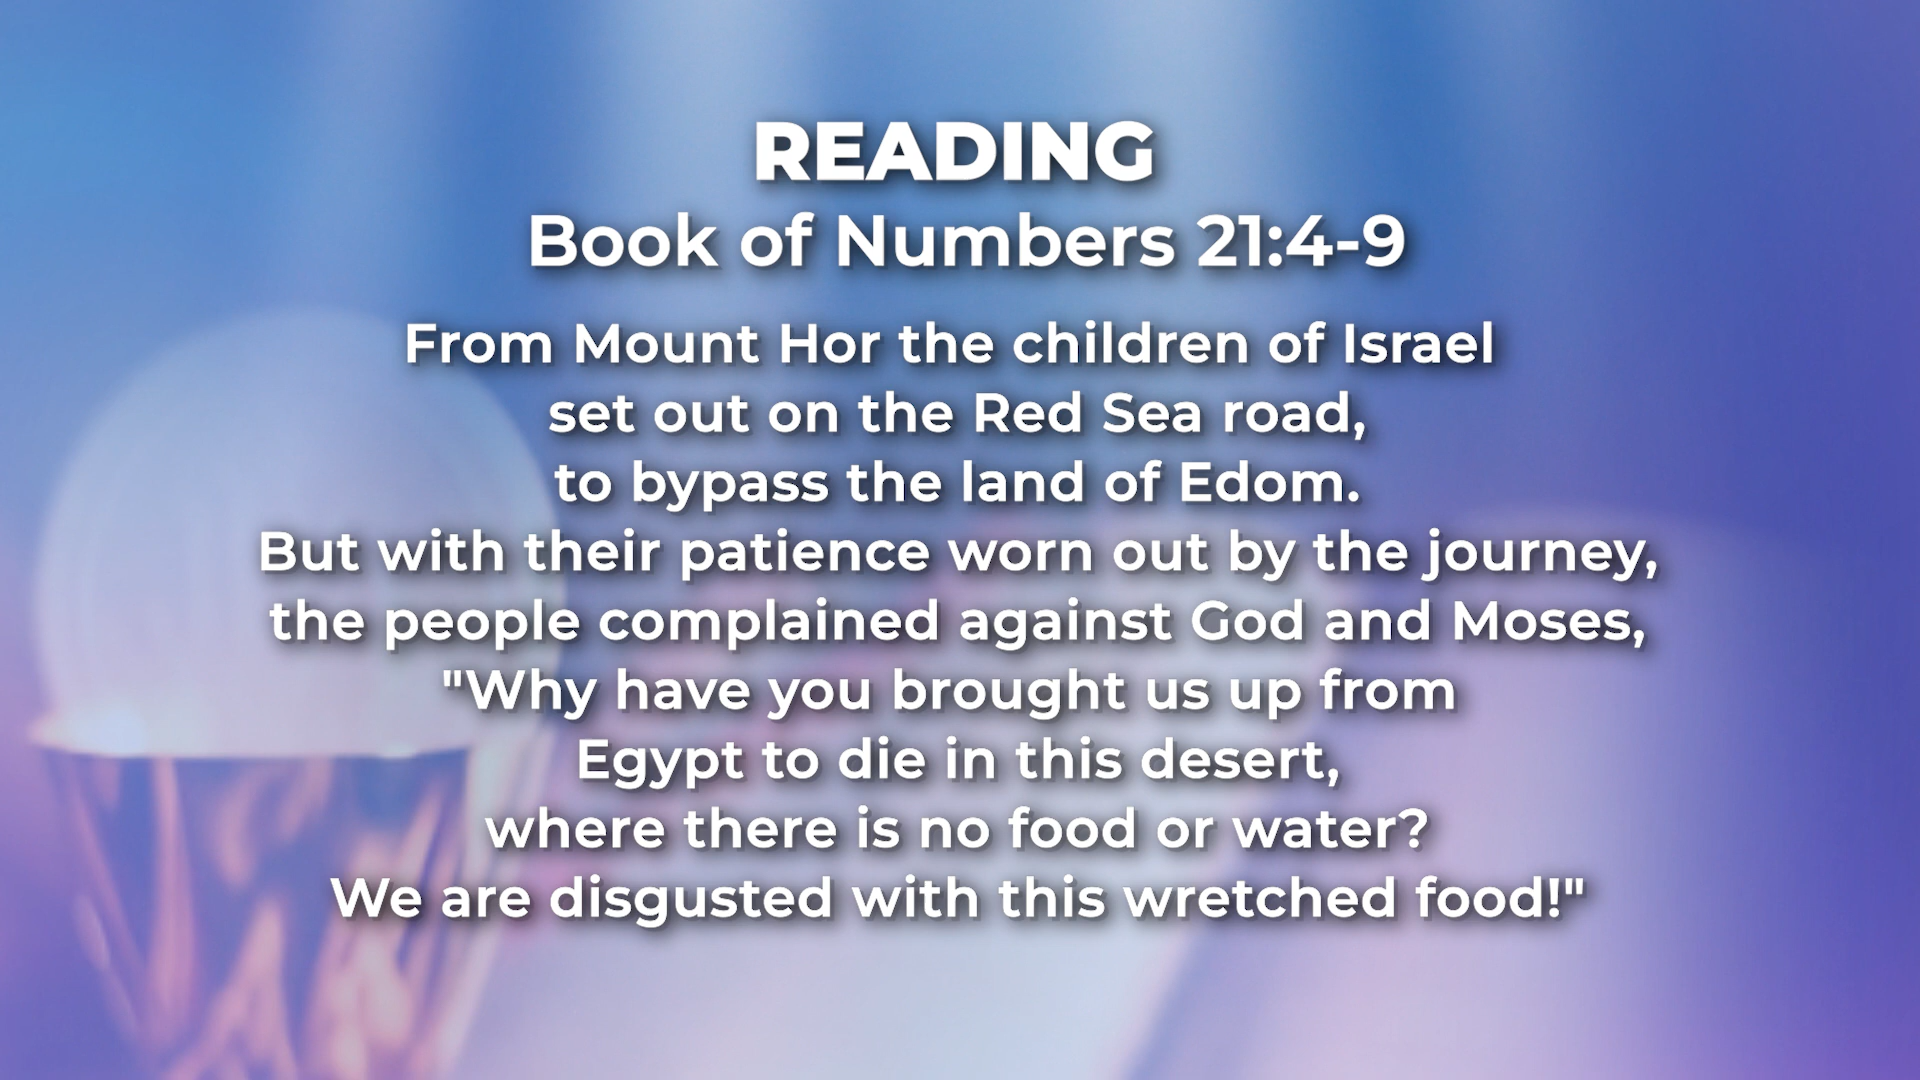 READING
Book of Numbers 21:4-9
From Mount Hor the children of Israel
set out on the Red Sea road,
to bypass the land of Edom.
But with their patience worn out by the journey,
the people complained against God and Moses,
"Why have you brought us up from
Egypt to die in this desert,
where there is no food or water?
We are disgusted with this wretched food!"